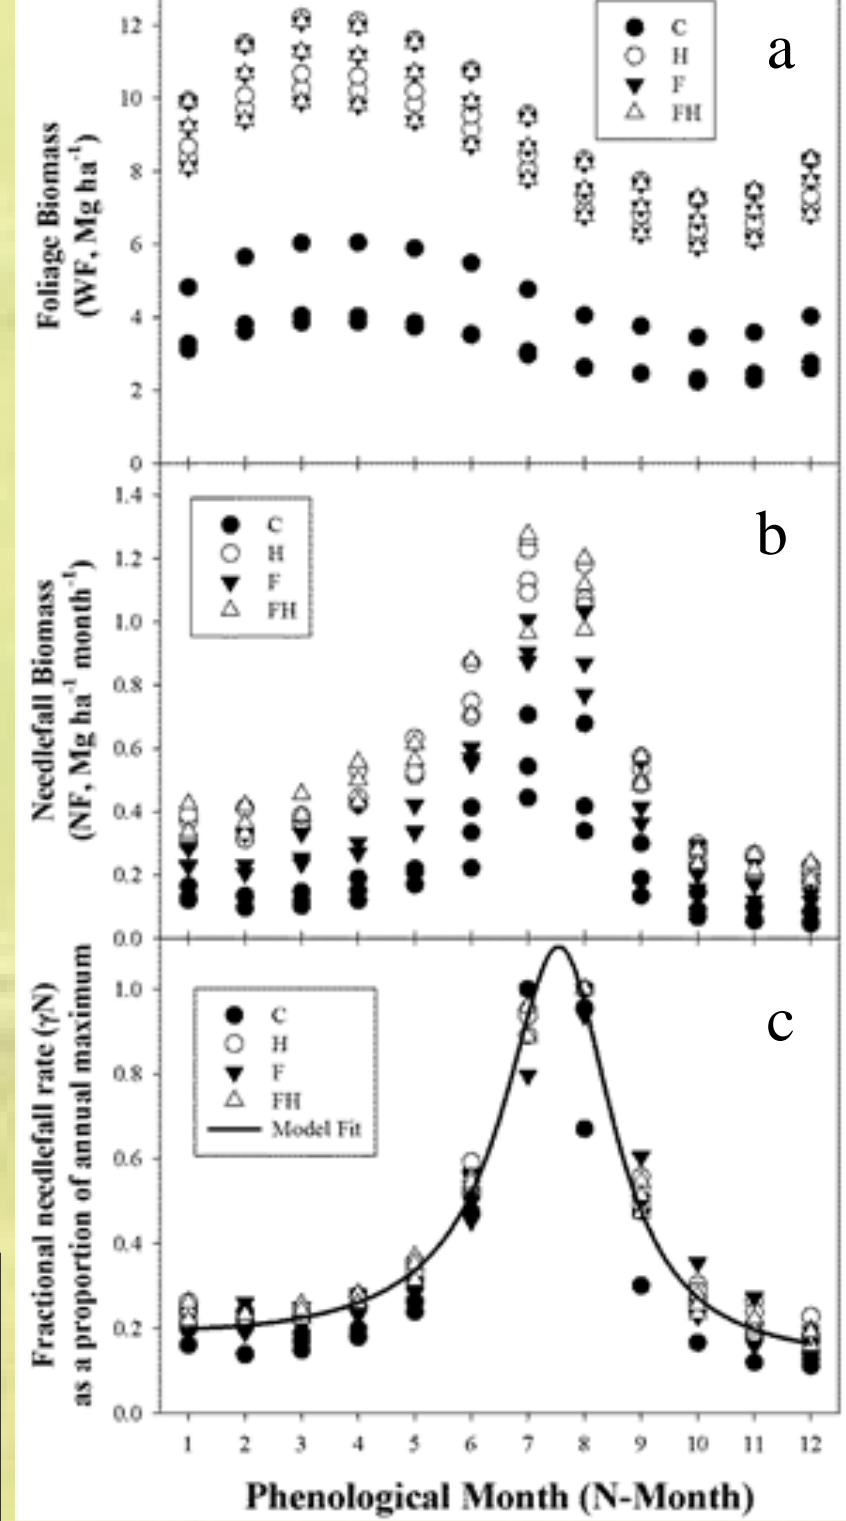 a
C
H
F
FH
Foliage Biomass
(WF, Mg ha⁻¹)
12
10
8
6
4
2
0
b
C
H
F
FH
Needlefall Biomass
(NF, Mg ha⁻¹ month⁻¹)
1.4
1.2
1.0
0.8
0.6
0.4
0.2
0.0
c
C
H
F
FH
Model Fit
Fractional needlefall rate (γN)
as a proportion of annual maximum
1.0
0.8
0.6
0.4
0.2
0.0
1 2 3 4 5 6 7 8 9 10 11 12
Phenological Month (N-Month)